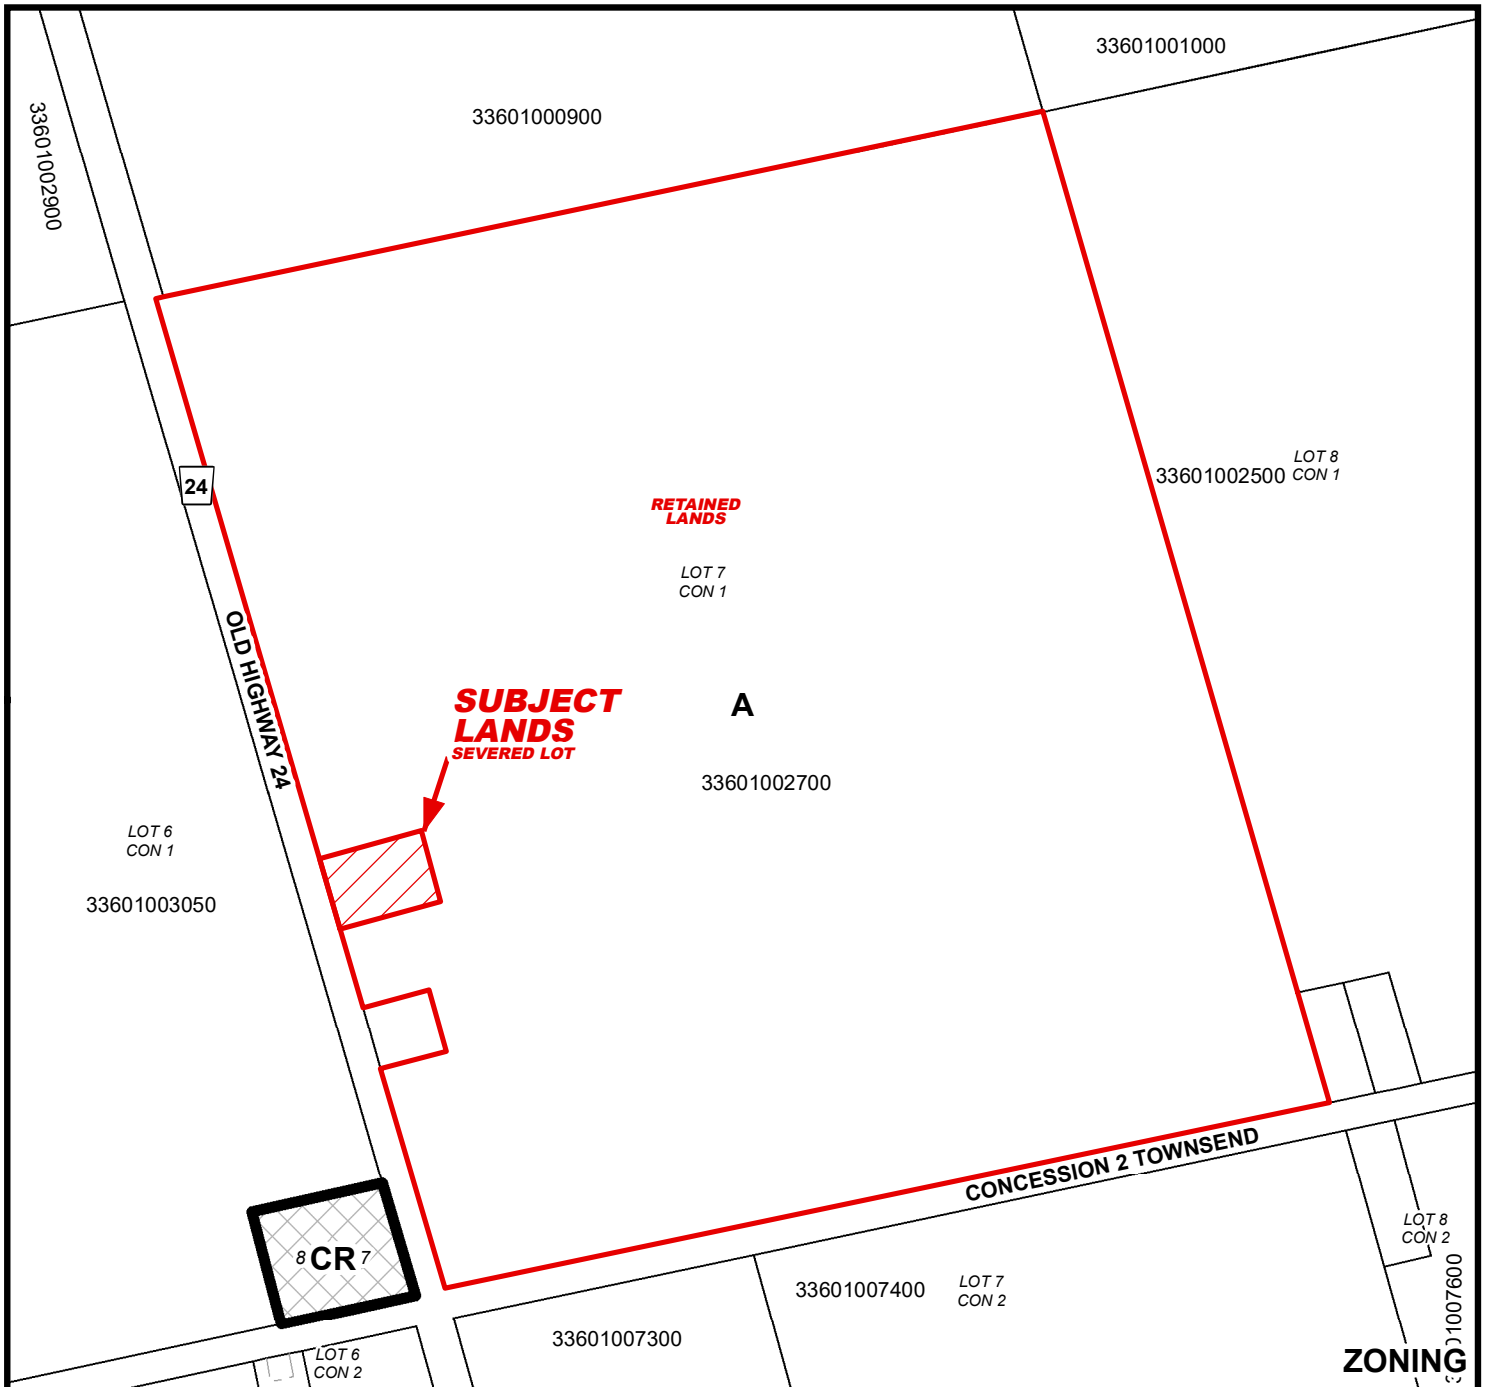 33601001000
33601000900
33601002900
LOT 8
CON 1
33601002500
24
RETAINED
LANDS
LOT 7
CON 1
OLD HIGHWAY 24
SUBJECT
LANDS
SEVERED LOT
A
33601002700
LOT 6
CON 1
33601003050
CONCESSION 2 TOWNSEND
8 CR 7
LOT 8
CON 2
33601007400
LOT 7
CON 2
33601007300
LOT 6
CON 2
ZONING